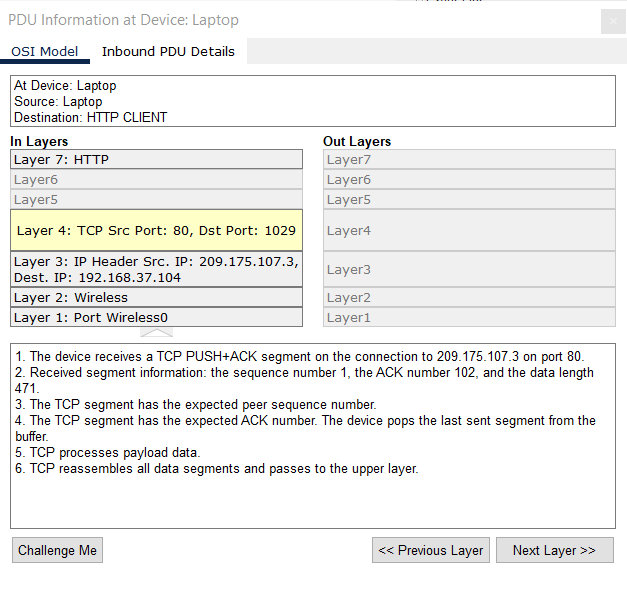 PDU Information at Device: Laptop
OSI Model
Inbound PDU Details
At Device: Laptop
Source: Laptop
Destination: HTTP CLIENT
In Layers
Layer 7: HTTP
Layer6
Layer5
Layer 4: TCP Src Port: 80, Dst Port: 1029
Layer 3: IP Header Src. IP: 209.175.107.3,
Dest. IP: 192.168.37.104
Layer 2: Wireless
Layer 1: Port Wireless0
Out Layers
Layer7
Layer6
Layer5
Layer4
Layer3
Layer2
Layer1
1. The device receives a TCP PUSH+ACK segment on the connection to 209.175.107.3 on port 80.
2. Received segment information: the sequence number 1, the ACK number 102, and the data length
471.
3. The TCP segment has the expected peer sequence number.
4. The TCP segment has the expected ACK number. The device pops the last sent segment from the
buffer.
5. TCP processes payload data.
6. TCP reassembles all data segments and passes to the upper layer.
Challenge Me
<< Previous Layer
Next Layer >>